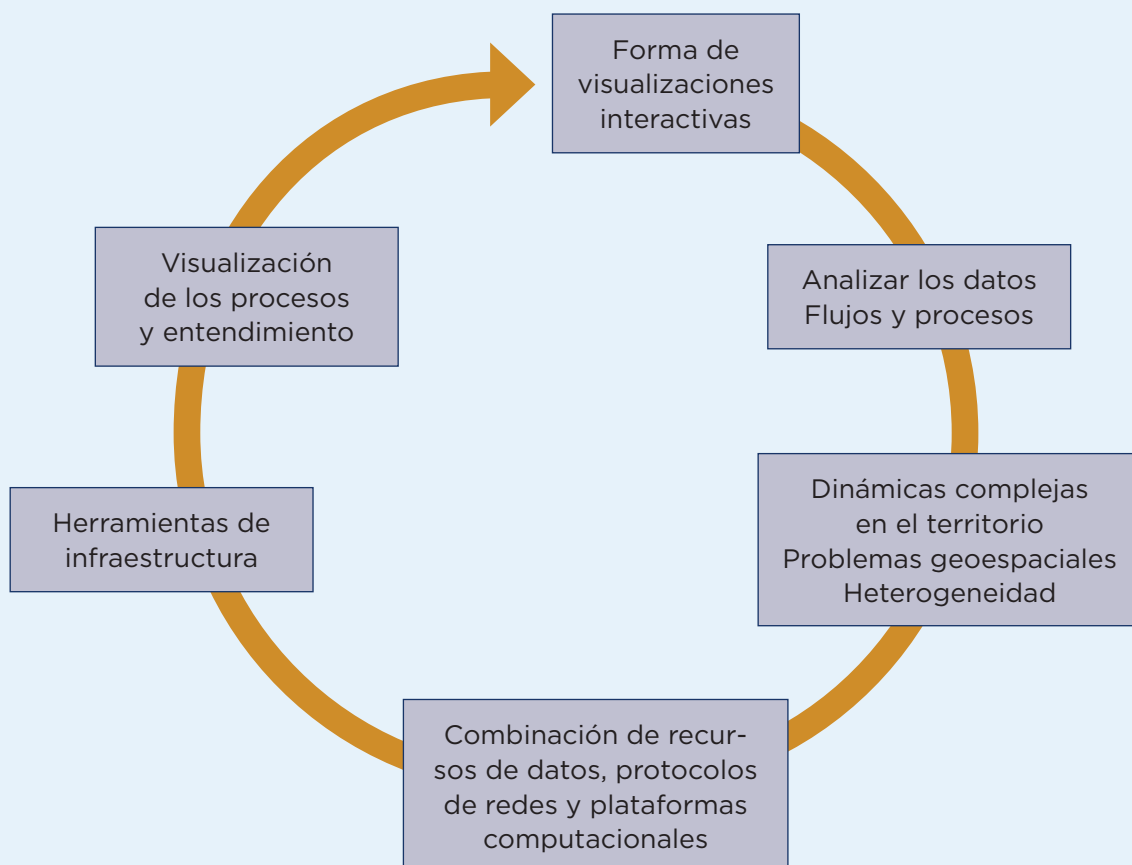 Forma de
visualizaciones
interactivas
Analizar los datos
Flujos y procesos
Dinámicas complejas
en el territorio
Problemas geoespaciales
Heterogeneidad
Combinación de recur-
sos de datos, protocolos
de redes y plataformas
computacionales
Herramientas de
infraestructura
Visualización
de los procesos
y entendimiento